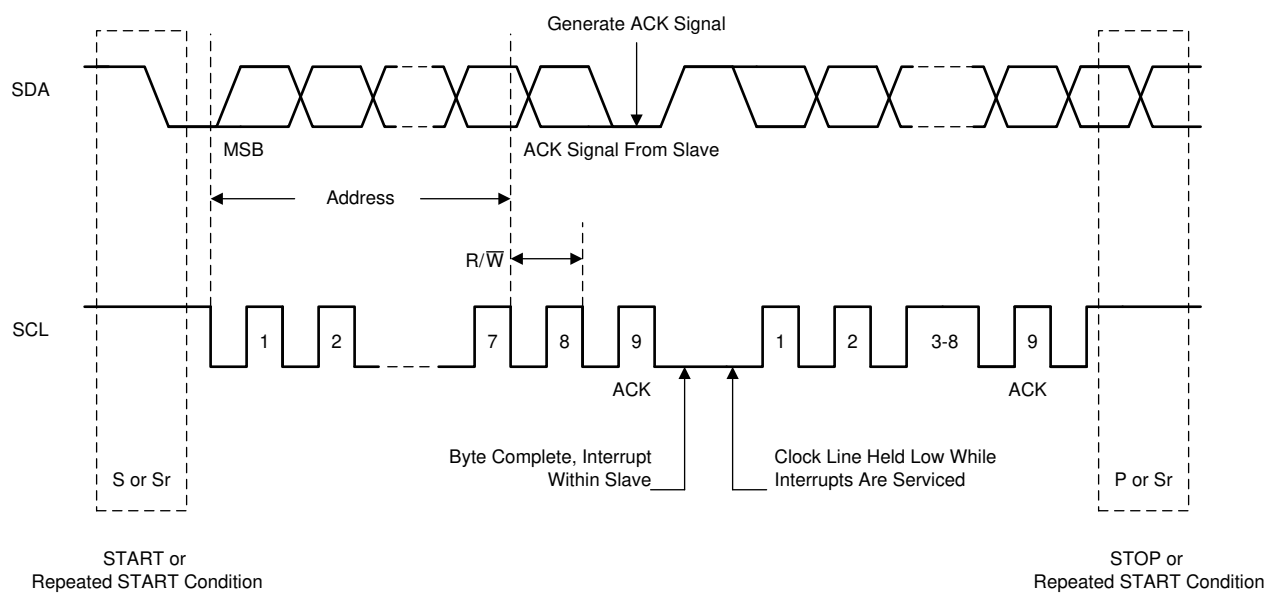 Generate ACK Signal
SDA
MSB
ACK Signal From Slave
Address
R/W̅
SCL
1
2
7
8
9
1
2
3-8
9
ACK
ACK
Byte Complete, Interrupt
Within Slave
Clock Line Held Low While
Interrupts Are Serviced
S or Sr
P or Sr
START or
Repeated START Condition
STOP or
Repeated START Condition